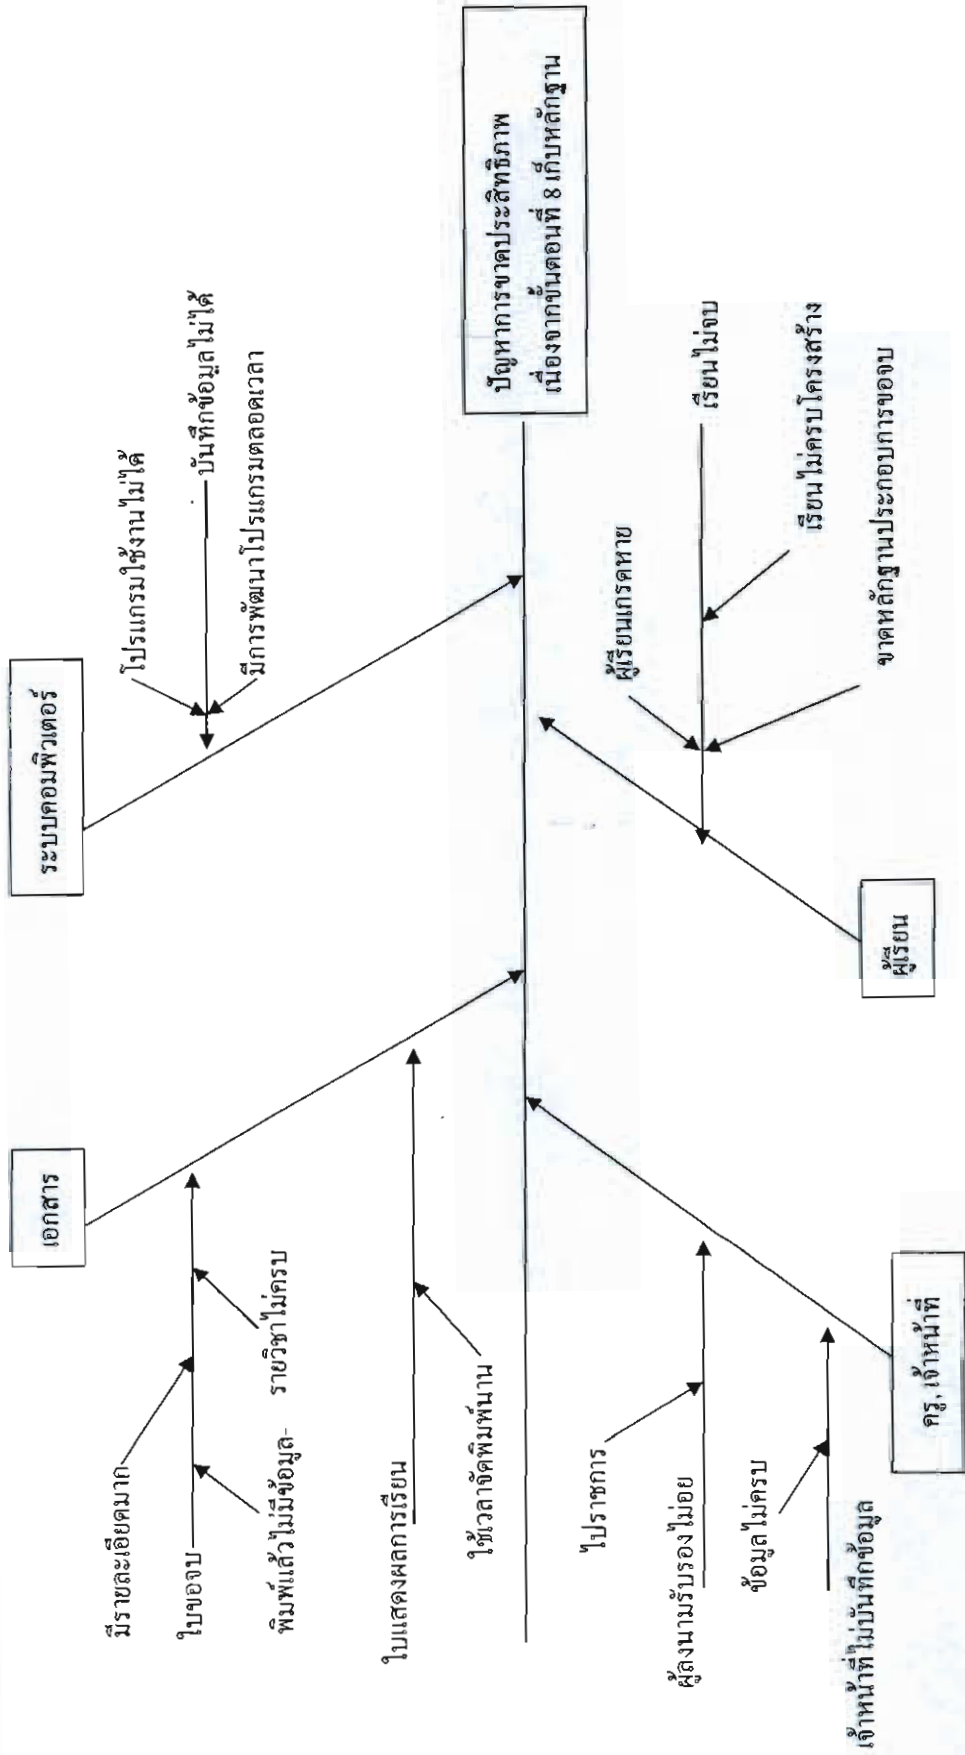 เอกสาร
ระบบคอมพิวเตอร์
มีรายละเอียดมาก
ใบขอจบ
พิมพ์แล้วไม่มีข้อมูล-
รายวิชาไม่ครบ
ใบแสดงผลการเรียน
ใช้เวลาจัดพิมพ์นาน
โปรแกรมใช้งานไม่ได้
บันทึกข้อมูลไม่ได้
มีการพัฒนาโปรแกรมตลอดเวลา
ปัญหาการขาดประสิทธิภาพ
เนื่องจากขั้นตอนที่ 8 เก็บหลักฐาน
ไปราชการ
ผู้ลงนามรับรองไม่อย
ข้อมูลไม่ครบ
เจ้าหน้าที่ไม่บันทึกข้อมูล
ครู, เจ้าหน้าที่
ผู้เรียนเกรดหาย
เรียนไม่จบ
เรียนไม่ครบโครงสร้าง
ขาดหลักฐานประกอบการขอจบ
ผู้เรียน